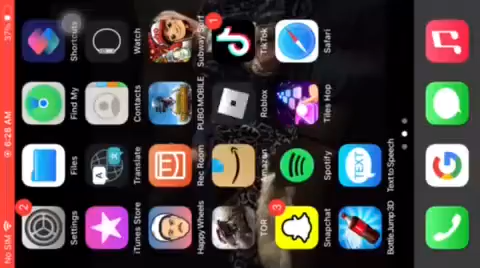 No SIM 6:28 AM 37%
2
Settings Files Find My Shortcuts
iTunes Store Translate Contacts Watch
Happy Wheels Rec Room PUBG MOBILE Subway Surf
1
TOR Amazon Roblox TikTok
3
Snapchat Spotify Tiles Hop Safari
TEXT
BottleJump 3D Text to Speech